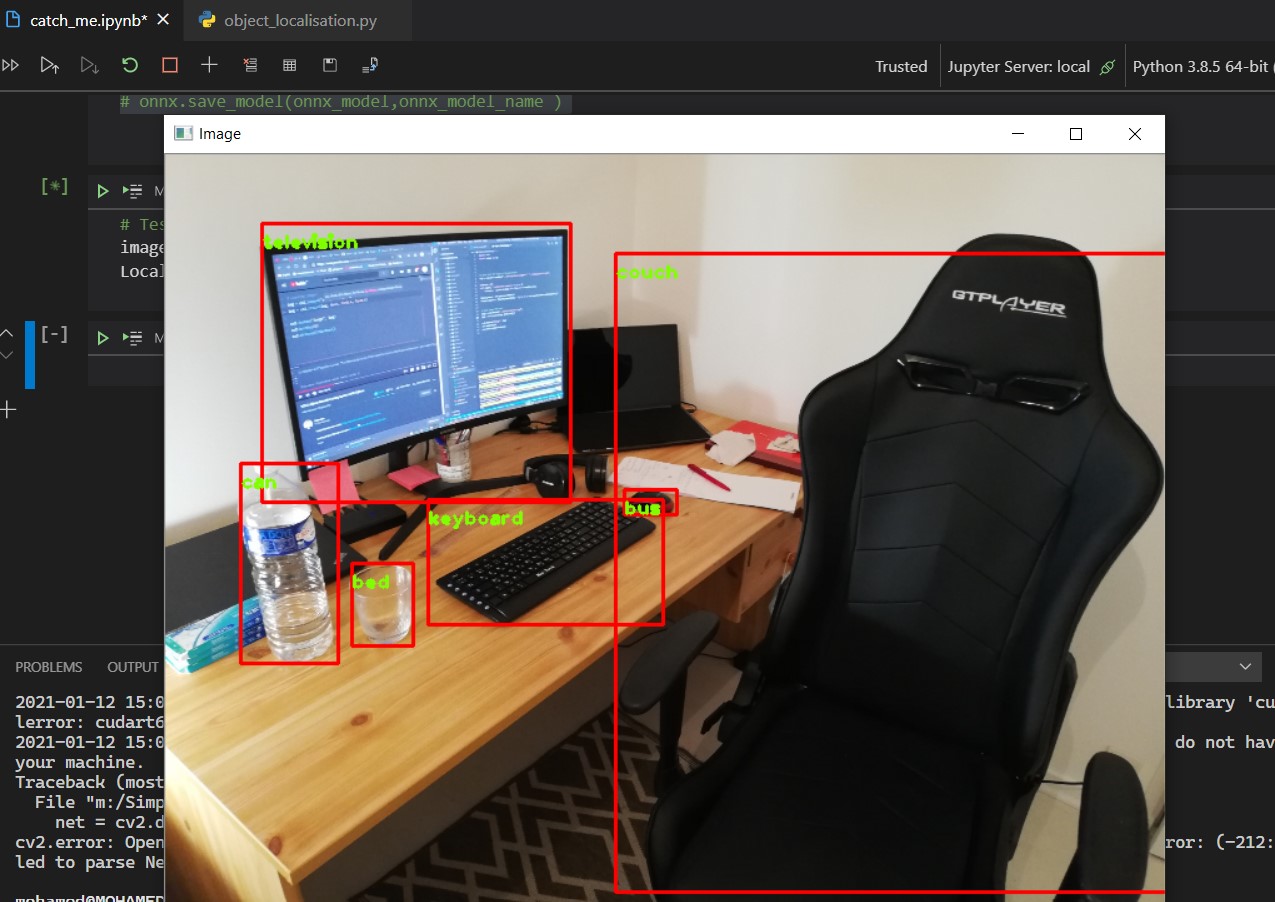 catch_me.ipynb*
object_localisation.py
Trusted
Jupyter Server: local
Python 3.8.5 64-bit
# onnx.save_model(onnx_model,onnx_model_name )
Image
[*]
M
# Tes
image
Local
[-]
M
television
couch
GTPLAYER
can
keyboard
bus
bed
PROBLEMS
OUTPUT
2021-01-12 15:0
library 'cu
lerror: cudart6
2021-01-12 15:0
do not hav
your machine.
Traceback (most
File "m:/Simp
net = cv2.d
cv2.error: Open
ror: (-212:
led to parse Ne
mohamed@MOHAMED